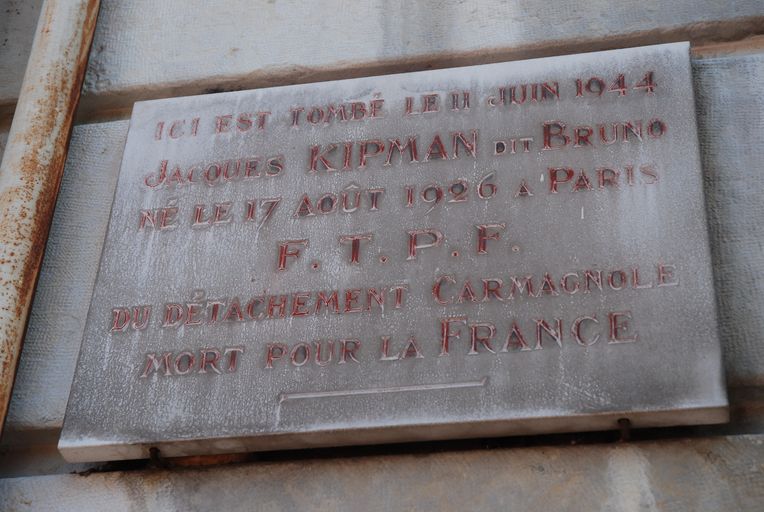 ICI EST TOMBÉ LE 11 JUIN 1944
JACQUES KIPMAN DIT BRUNO
NÉ LE 17 AOÛT 1926 A PARIS
F. T. P. F.
DU DÉTACHEMENT CARMAGNOLE
MORT POUR LA FRANCE